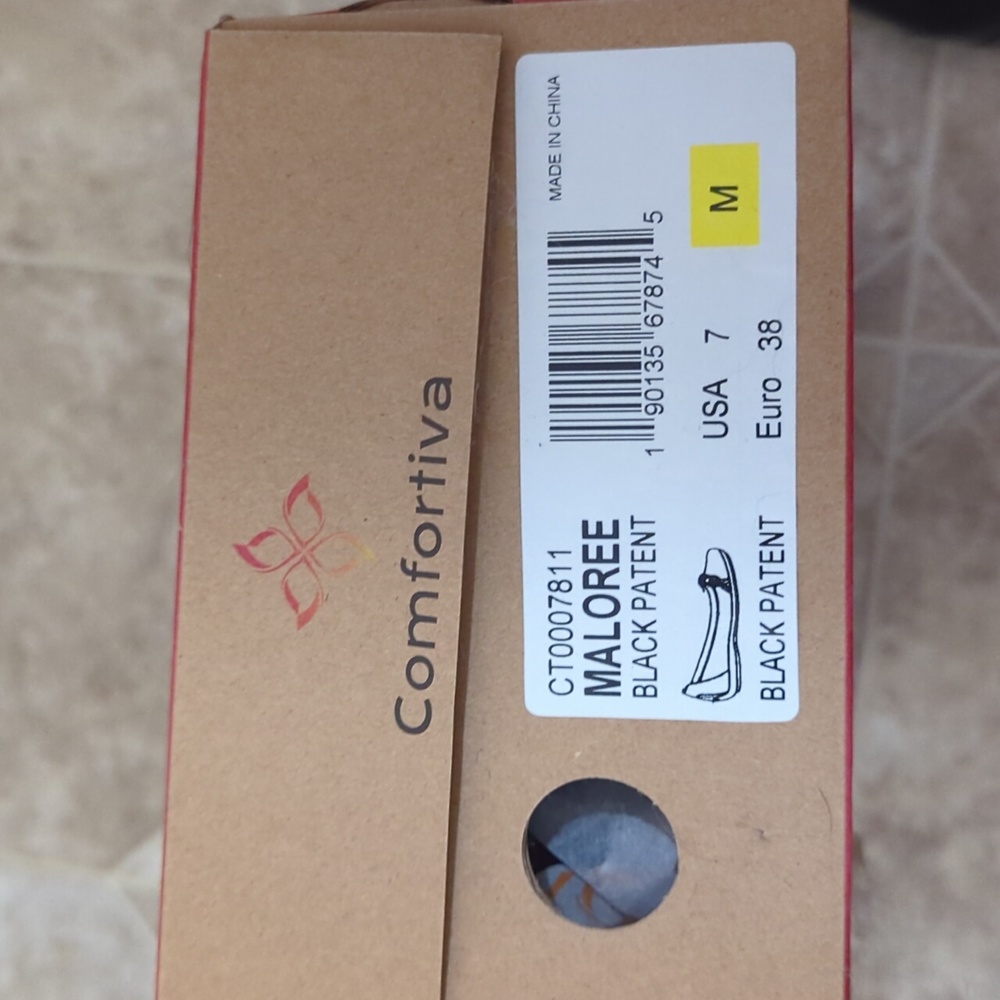 Comfortiva
CT0007811
MALOREE
BLACK PATENT
MADE IN CHINA
1 90135 67874 5
USA 7 M
BLACK PATENT Euro 38